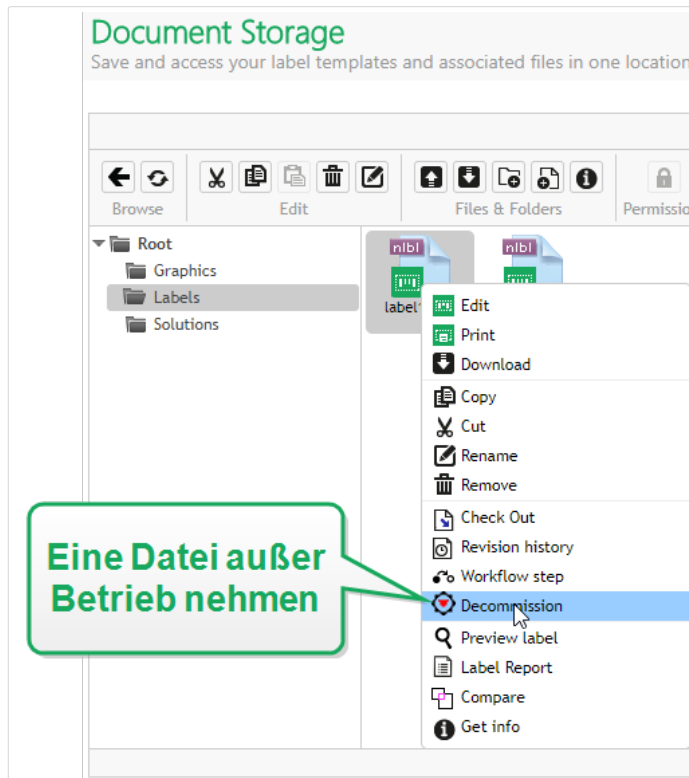 Document Storage
Save and access your label templates and associated files in one location
Browse
Edit
Files & Folders
Root
Graphics
Labels
Solutions
nlbl
nlbl
Edit
Print
Download
Copy
Cut
Rename
Remove
Check Out
Revision history
Workflow step
Decommission
Preview label
Label Report
Compare
Get info
Eine Datei außer
Betrieb nehmen